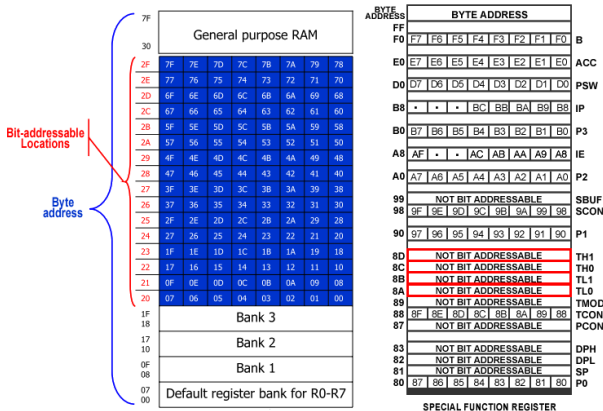 7F
General purpose RAM
30
2F 7F 7E 7D 7C 7B 7A 79 78
2E 77 76 75 74 73 72 71 70
2D 6F 6E 6D 6C 6B 6A 69 68
2C 67 66 65 64 63 62 61 60
2B 5F 5E 5D 5C 5B 5A 59 58
2A 57 56 55 54 53 52 51 50
29 4F 4E 4D 4C 4B 4A 49 48
28 47 46 45 44 43 42 41 40
27 3F 3E 3D 3C 3B 3A 39 38
26 37 36 35 34 33 32 31 30
25 2F 2E 2D 2C 2B 2A 29 28
24 27 26 25 24 23 22 21 20
23 1F 1E 1D 1C 1B 1A 19 18
22 17 16 15 14 13 12 11 10
21 0F 0E 0D 0C 0B 0A 09 08
20 07 06 05 04 03 02 01 00
1F
Bank 3
18
17
Bank 2
10
0F
Bank 1
08
07
Default register bank for R0-R7
00
Bit-addressable
Locations
Byte
address
BYTE
ADDRESS
BYTE ADDRESS
FF
F0 F7 F6 F5 F4 F3 F2 F1 F0 B
E0 E7 E6 E5 E4 E3 E2 E1 E0 ACC
D0 D7 D6 D5 D4 D3 D2 D1 D0 PSW
B8 · · · BC BB BA B9 B8 IP
B0 B7 B6 B5 B4 B3 B2 B1 B0 P3
A8 AF · · AC AB AA A9 A8 IE
A0 A7 A6 A5 A4 A3 A2 A1 A0 P2
99 NOT BIT ADDRESSABLE SBUF
98 9F 9E 9D 9C 9B 9A 99 98 SCON
90 97 96 95 94 93 92 91 90 P1
8D NOT BIT ADDRESSABLE TH1
8C NOT BIT ADDRESSABLE TH0
8B NOT BIT ADDRESSABLE TL1
8A NOT BIT ADDRESSABLE TL0
89 NOT BIT ADDRESSABLE TMOD
88 8F 8E 8D 8C 8B 8A 89 88 TCON
87 NOT BIT ADDRESSABLE PCON
83 NOT BIT ADDRESSABLE DPH
82 NOT BIT ADDRESSABLE DPL
81 NOT BIT ADDRESSABLE SP
80 87 86 85 84 83 82 81 80 P0
SPECIAL FUNCTION REGISTER